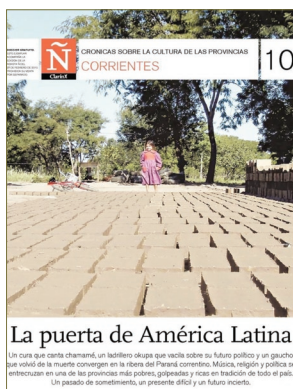 Ñ
Clarín X
CRONICAS SOBRE LA CULTURA DE LAS PROVINCIAS
CORRIENTES
10
La puerta de América Latina
Un cura que canta chamamé, un ladrillero okupa que vacila sobre su futuro político y un gaucho
que volvió de la muerte convergen en la ribera del Paraná correntino. Música, religión y política se
entrecruzan en una de las provincias más pobres, golpeadas y ricas en tradición de todo el país.
Un pasado de sometimiento, un presente difícil y un futuro incierto.